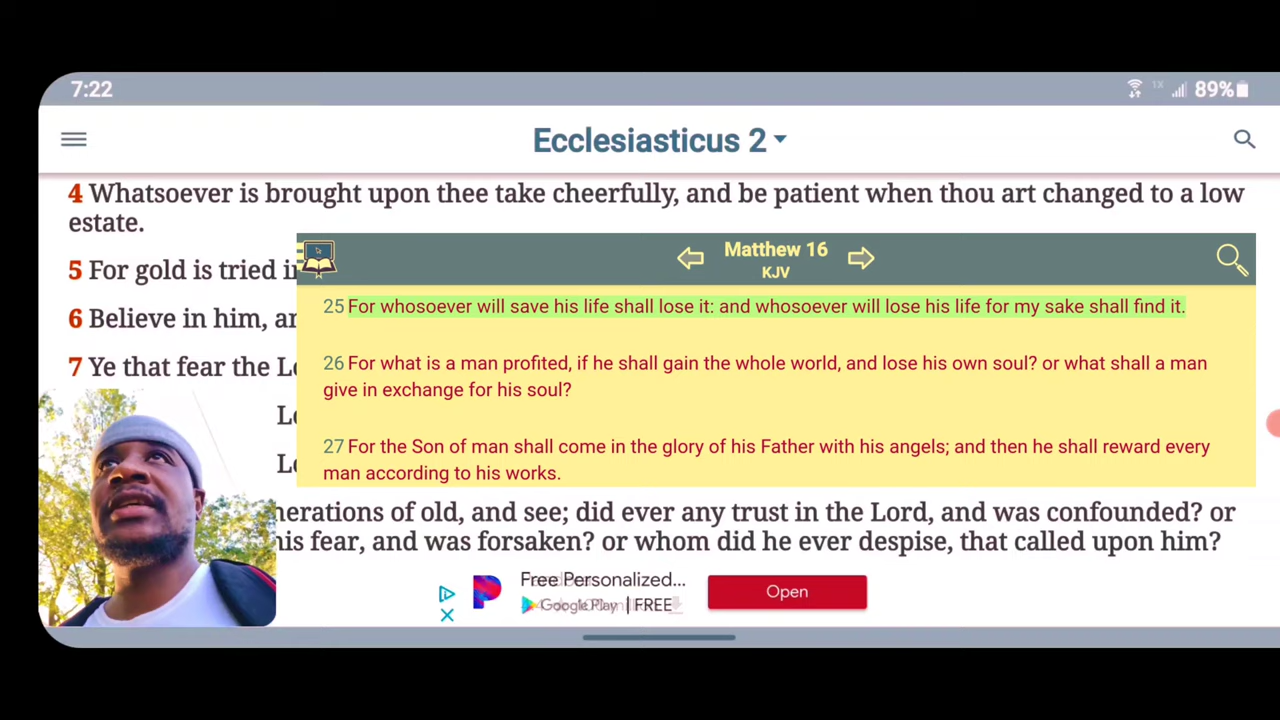 7:22
1X
89%
Ecclesiasticus 2
4 Whatsoever is brought upon thee take cheerfully, and be patient when thou art changed to a low
estate.
5 For gold is tried
6 Believe in him,
7 Ye that fear the
Matthew 16
KJV
25 For whosoever will save his life shall lose it: and whosoever will lose his life for my sake shall find it.
26 For what is a man profited, if he shall gain the whole world, and lose his own soul? or what shall a man
give in exchange for his soul?
27 For the Son of man shall come in the glory of his Father with his angels; and then he shall reward every
man according to his works.
of old, and see; did ever any trust in the Lord, and was confounded? or
his fear, and was forsaken? or whom did he ever despise, that called upon him?
Free Personalized...
Google Play | FREE
Open